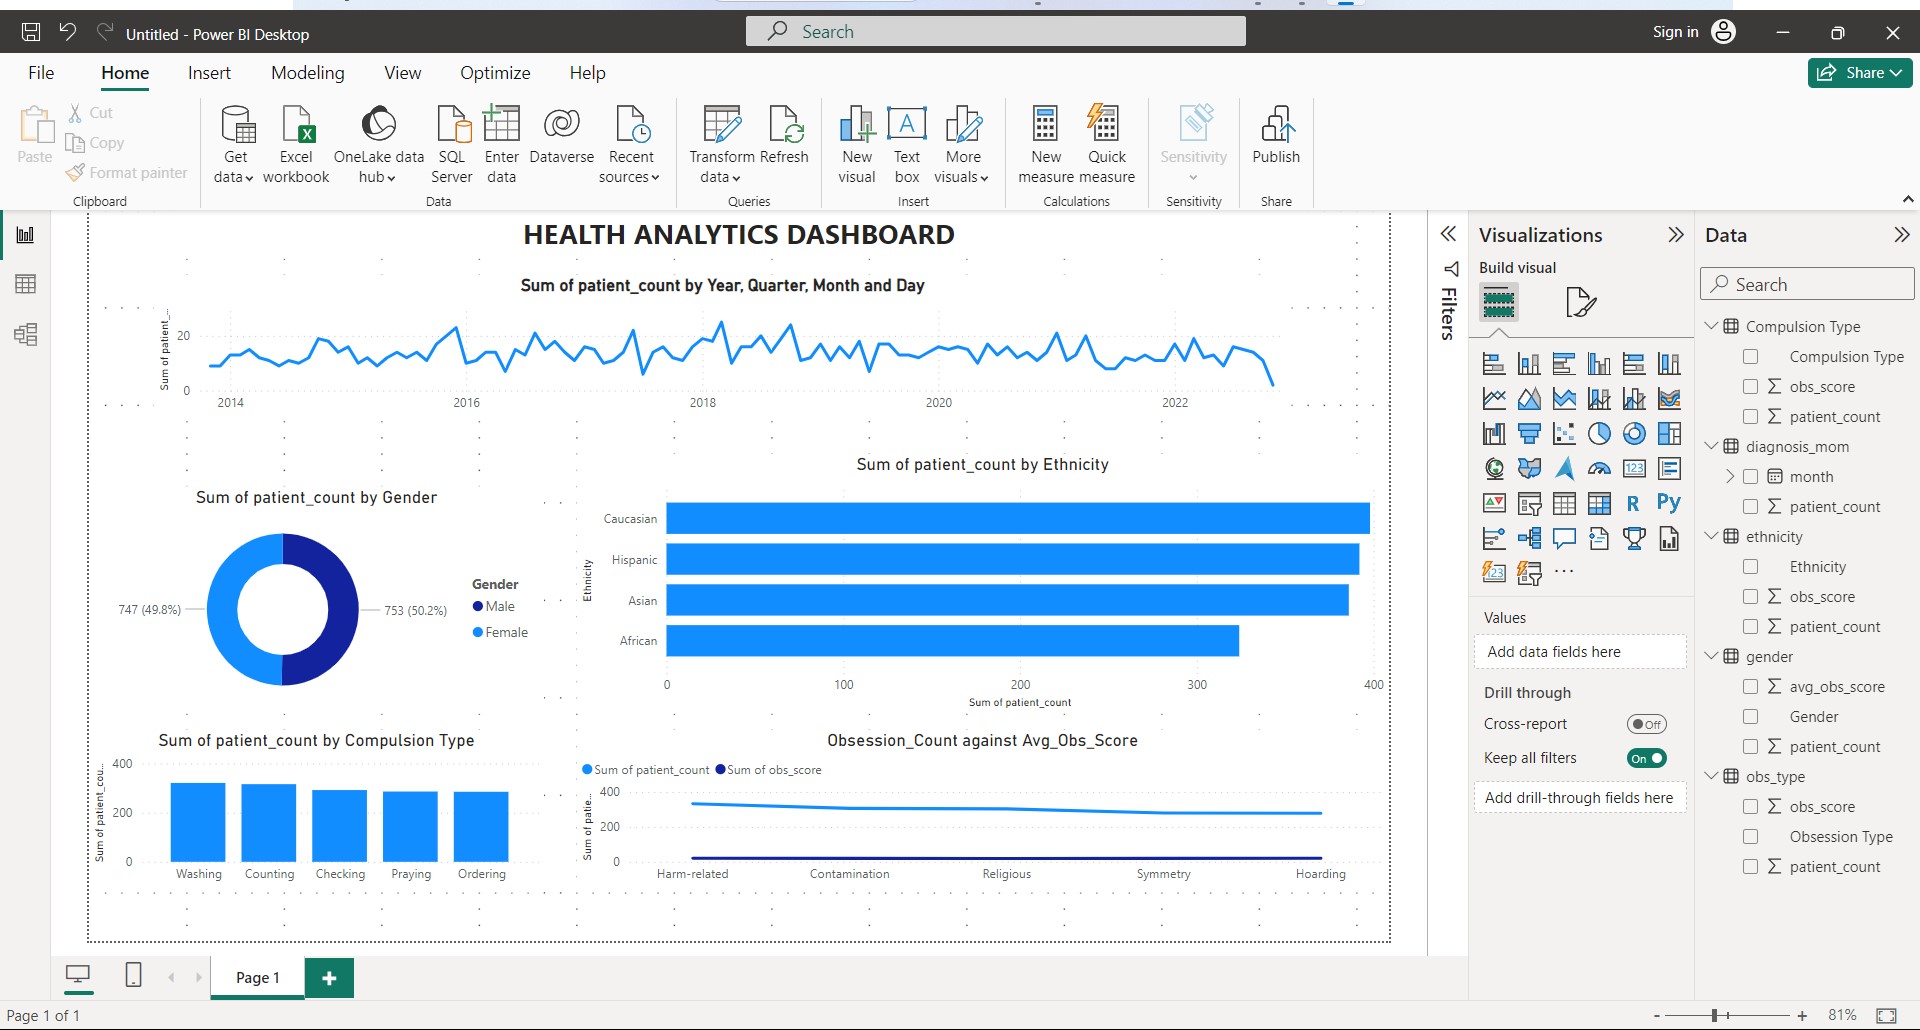 Untitled - Power BI Desktop
Search
Sign in
File Home Insert Modeling View Optimize Help
Share
Paste
Cut
Copy
Format painter
Clipboard
Get data
Excel workbook
OneLake data hub
SQL Server
Enter data
Dataverse
Recent sources
Data
Transform data
Refresh
Queries
New visual
Text box
More visuals
Insert
New measure
Quick measure
Calculations
Sensitivity
Sensitivity
Publish
Share
HEALTH ANALYTICS DASHBOARD
Sum of patient_count by Year, Quarter, Month and Day
Sum of patient_...
20
0
2014 2016 2018 2020 2022
Sum of patient_count by Gender
747 (49.8%)
753 (50.2%)
Gender
Male
Female
Sum of patient_count by Ethnicity
Ethnicity
Caucasian
Hispanic
Asian
African
0 100 200 300 400
Sum of patient_count
Sum of patient_count by Compulsion Type
Sum of patient_cou...
400
200
0
Washing Counting Checking Praying Ordering
Obsession_Count against Avg_Obs_Score
Sum of patient_count Sum of obs_score
Sum of patie...
400
200
0
Harm-related Contamination Religious Symmetry Hoarding
Filters
Visualizations
Build visual
123
R
Py
123
Values
Add data fields here
Drill through
Cross-report
Off
Keep all filters
On
Add drill-through fields here
Data
Search
Compulsion Type
Compulsion Type
∑ obs_score
∑ patient_count
diagnosis_mom
month
∑ patient_count
ethnicity
Ethnicity
∑ obs_score
∑ patient_count
gender
∑ avg_obs_score
Gender
∑ patient_count
obs_type
∑ obs_score
Obsession Type
∑ patient_count
Page 1
+
Page 1 of 1
- + 81%